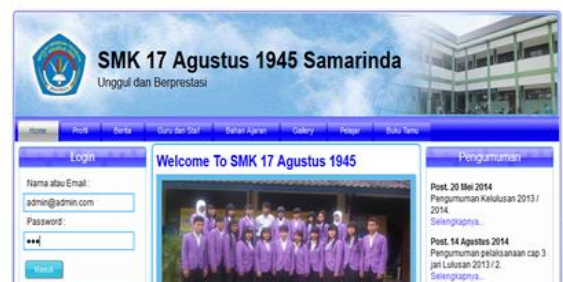 SMK 17 Agustus 1945 Samarinda
Unggul dan Berprestasi
Home Profil Berita Guru dan Staf Bahan Ajaran Gallery Pelajar Buku Tamu
Login
Nama atau Email :
admin@admin.com
Password :
Masuk
Welcome To SMK 17 Agustus 1945
Pengumuman
Post. 20 Mei 2014
Pengumuman Kelulusan 2013 /
2014.
Selengkapnya...
Post. 14 Agustus 2014
Pengumuman pelaksanaan cap 3
jari Lulusan 2013 / 2.
Selengkapnya...